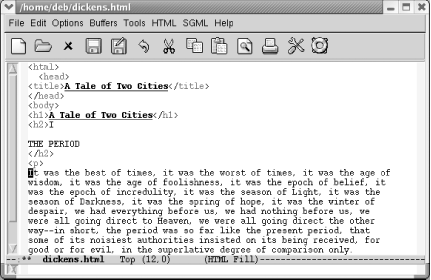 /home/deb/dickens.html
File Edit Options Buffers Tools HTML SGML Help
<html>
<head>
<title>A Tale of Two Cities</title>
</head>
<body>
<h1>A Tale of Two Cities</h1>
<h2>I

THE PERIOD
</h2>
<p>
It was the best of times, it was the worst of times, it was the age of
wisdom, it was the age of foolishness, it was the epoch of belief, it
was the epoch of incredulity, it was the season of Light, it was the
season of Darkness, it was the spring of hope, it was the winter of
despair, we had everything before us, we had nothing before us, we
were all going direct to Heaven, we were all going direct the other
way--in short, the period was so far like the present period, that
some of its noisiest authorities insisted on its being received, for
good or for evil, in the superlative degree of comparison only.
--** dickens.html Top (12,0) (HTML Fill)--